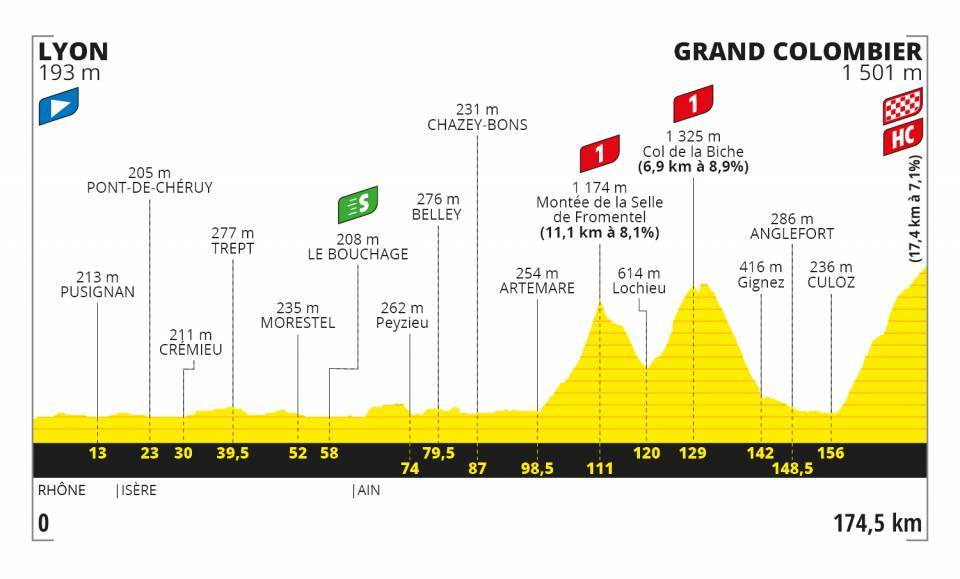 LYON
193 m
GRAND COLOMBIER
1 501 m
HC
(17,4 km à 7,1%)
213 m
PUSIGNAN
205 m
PONT-DE-CHÉRUY
211 m
CRÉMIEU
277 m
TREPT
235 m
MORESTEL
S
208 m
LE BOUCHAGE
262 m
Peyzieu
276 m
BELLEY
231 m
CHAZEY-BONS
254 m
ARTEMARE
1
1 174 m
Montée de la Selle
de Fromentel
(11,1 km à 8,1%)
614 m
Lochieu
1
1 325 m
Col de la Biche
(6,9 km à 8,9%)
416 m
Gignez
286 m
ANGLEFORT
236 m
CULOZ
13
23
30
39,5
52
58
74
79,5
87
98,5
111
120
129
142
148,5
156
RHÔNE
|ISÈRE
|AIN
0
174,5 km